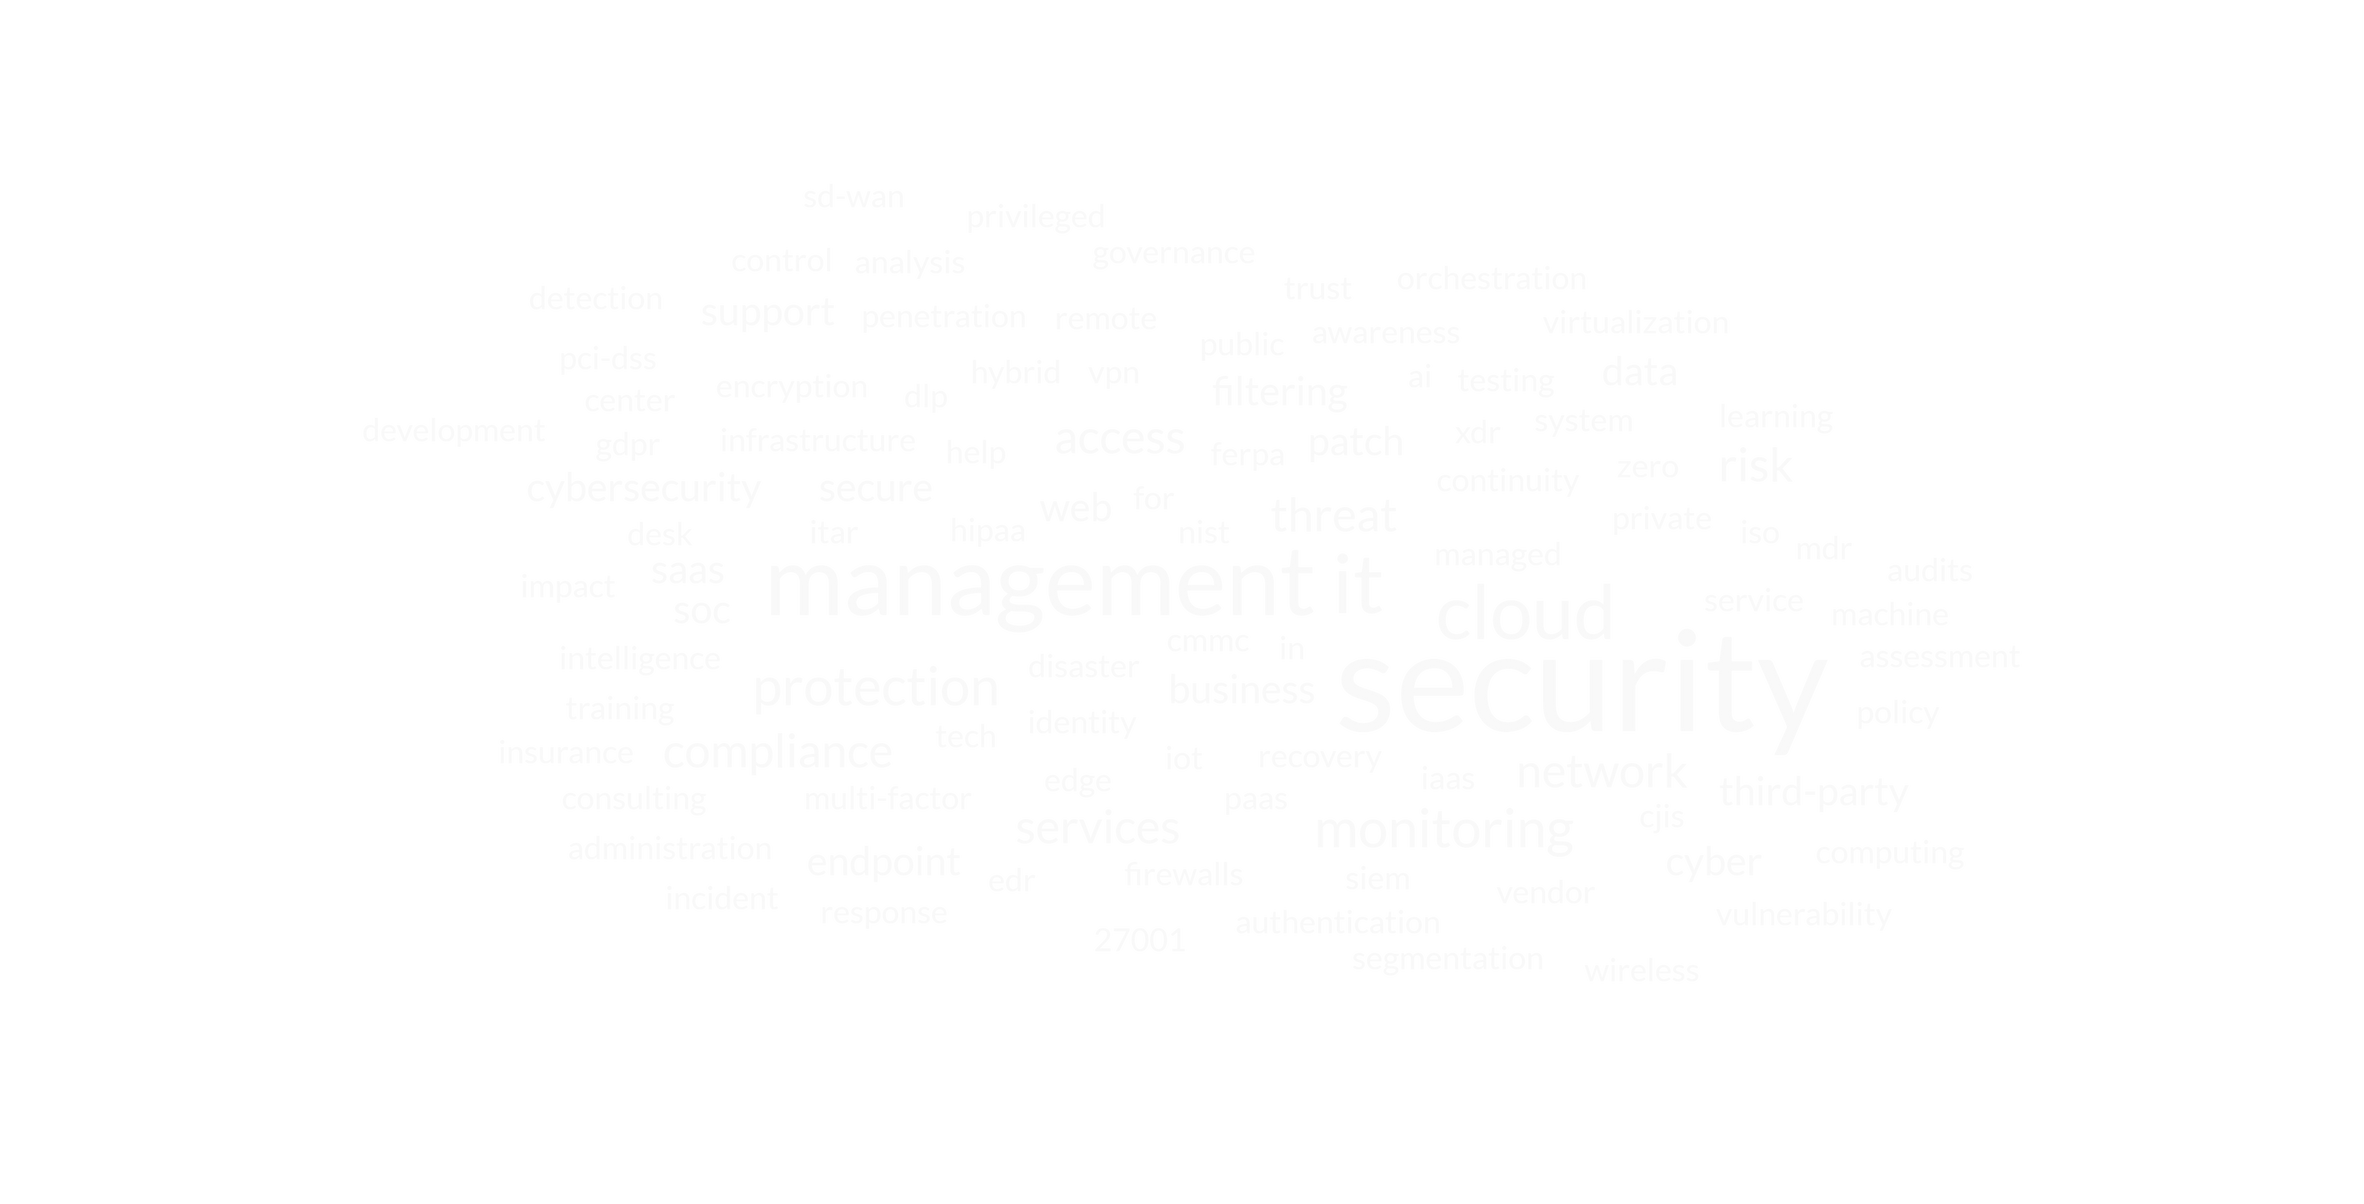 sd-wan
privileged
control analysis governance
trust orchestration
detection support penetration remote
public awareness virtualization
pci-dss hybrid vpn
center encryption dlp filtering ai testing data
development gdpr infrastructure help access ferpa patch xdr system learning
cybersecurity secure continuity zero risk
web for threat
desk itar hipaa nist private iso
managed mdr
impact saas management it audits
soc cloud service machine
cmmc in
intelligence disaster assessment
protection business security
training identity policy
insurance compliance tech iot recovery
edge iaas network
consulting multi-factor paas third-party
services monitoring cjis
administration endpoint cyber computing
edr firewalls siem
incident response vendor vulnerability
27001 authentication
segmentation wireless